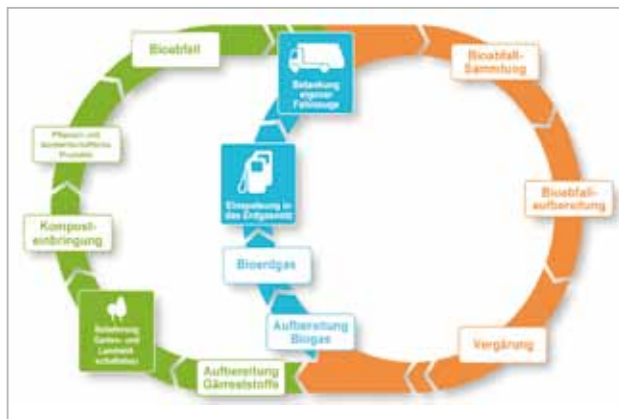 Bioabfall
Betankung
eigener
Fahrzeuge
Bioabfall-
Sammlung
Pflanzen und
landwirtschaftliche
Produkte
Einspeisung in
das Erdgasnetz
Bioabfall-
aufbereitung
Kompost-
einbringung
Bioerdgas
Belieferung
Garten- und
Landwirt-
schaftsbau
Aufbereitung
Biogas
Vergärung
Aufbereitung
Gärreststoffe